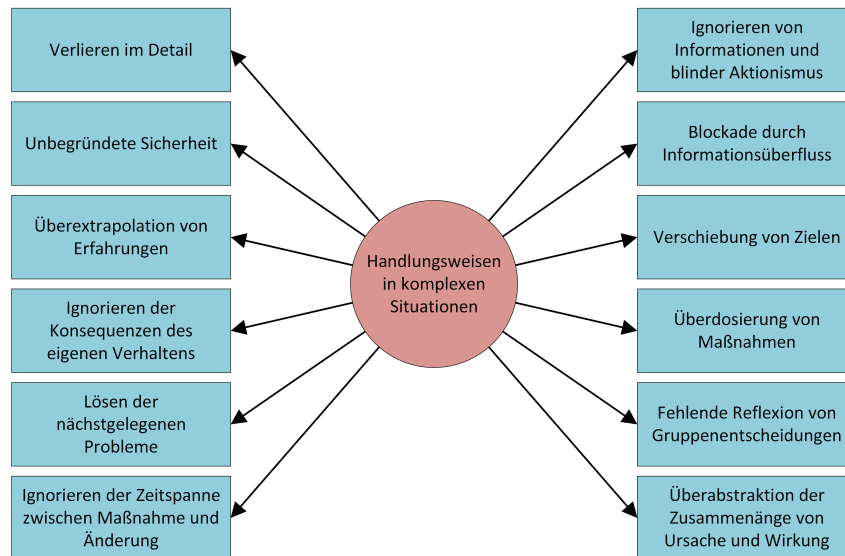 Verlieren im Detail
Unbegründete Sicherheit
Überextrapolation von
Erfahrungen
Ignorieren der
Konsequenzen des
eigenen Verhaltens
Lösen der
nächstgelegenen
Probleme
Ignorieren der Zeitspanne
zwischen Maßnahme und
Änderung
Handlungsweisen
in komplexen
Situationen
Ignorieren von
Informationen und
blinder Aktionismus
Blockade durch
Informationsüberfluss
Verschiebung von Zielen
Überdosierung von
Maßnahmen
Fehlende Reflexion von
Gruppenentscheidungen
Überabstraktion der
Zusammenänge von
Ursache und Wirkung